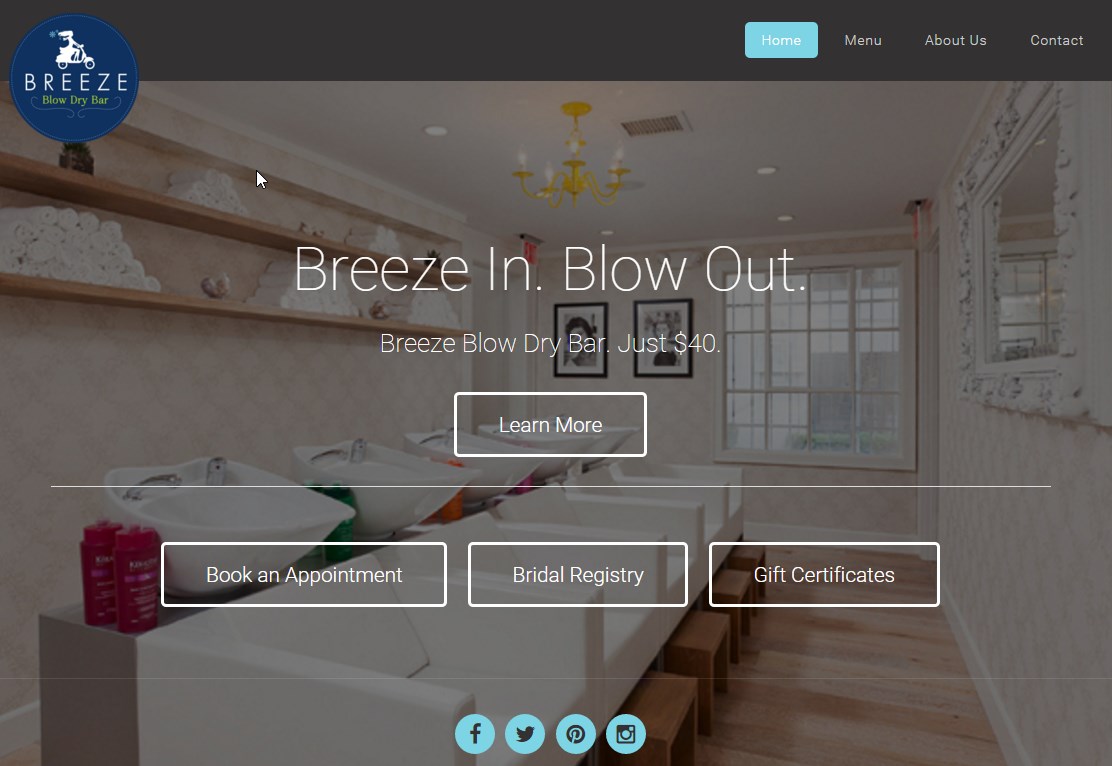 BREEZE
Blow Dry Bar
Home Menu About Us Contact
Breeze In. Blow Out.
Breeze Blow Dry Bar. Just $40.
Learn More
Book an Appointment Bridal Registry Gift Certificates